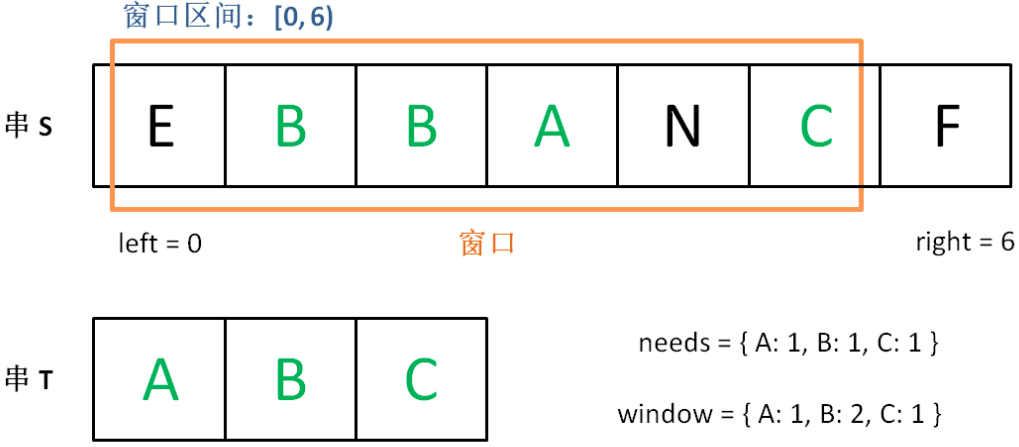 窗口区间：[0, 6)
串 S E B B A N C F
left = 0 窗口 right = 6
串 T A B C
needs = { A: 1, B: 1, C: 1 }
window = { A: 1, B: 2, C: 1 }